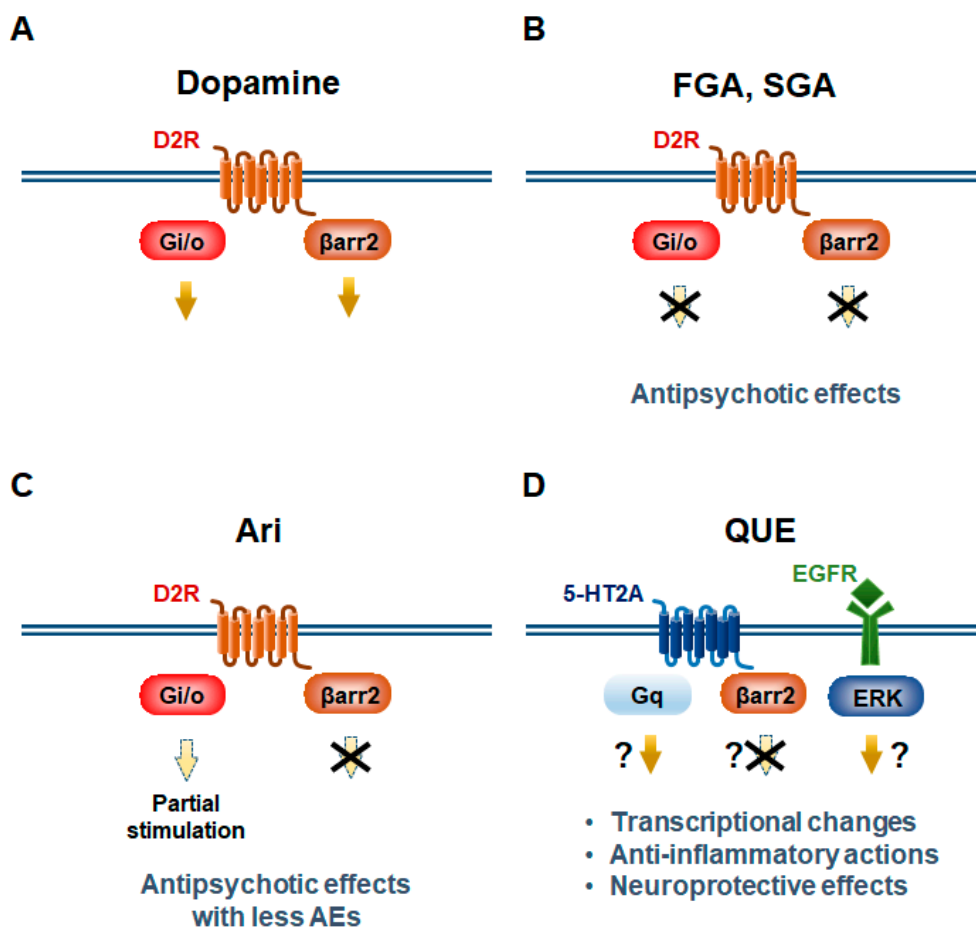 A
Dopamine
D2R
Gi/o
βarr2
B
FGA, SGA
D2R
Gi/o
βarr2
Antipsychotic effects
C
Ari
D2R
Gi/o
βarr2
Partial
stimulation
Antipsychotic effects
with less AEs
D
QUE
EGFR
5-HT2A
Gq
βarr2
ERK
?
?
?
• Transcriptional changes
• Anti-inflammatory actions
• Neuroprotective effects